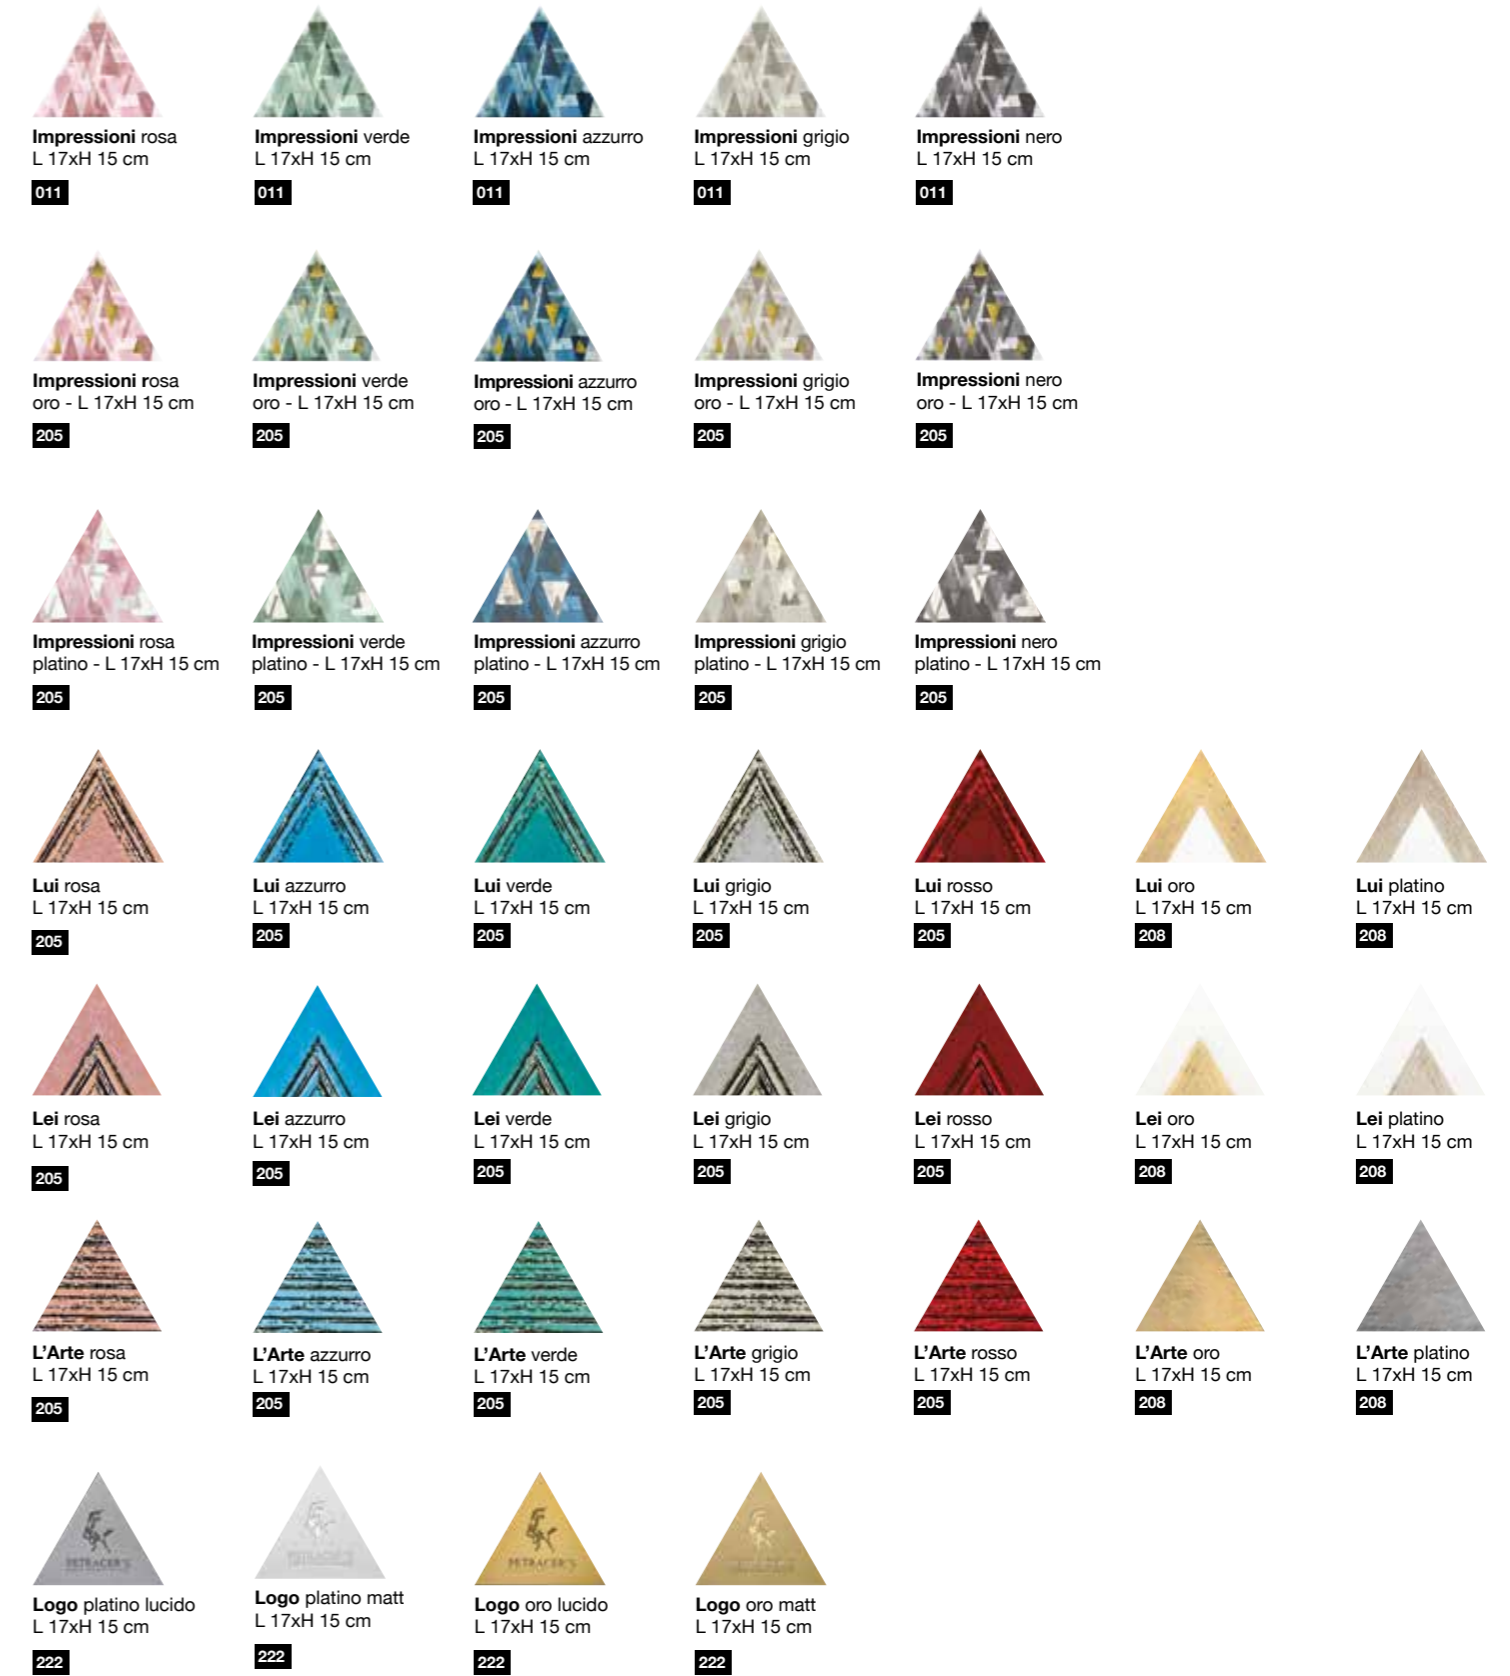 Impressioni rosa
L 17xH 15 cm
011
Impressioni verde
L 17xH 15 cm
011
Impressioni azzurro
L 17xH 15 cm
011
Impressioni grigio
L 17xH 15 cm
011
Impressioni nero
L 17xH 15 cm
011
Impressioni rosa
oro - L 17xH 15 cm
205
Impressioni verde
oro - L 17xH 15 cm
205
Impressioni azzurro
oro - L 17xH 15 cm
205
Impressioni grigio
oro - L 17xH 15 cm
205
Impressioni nero
oro - L 17xH 15 cm
205
Impressioni rosa
platino - L 17xH 15 cm
205
Impressioni verde
platino - L 17xH 15 cm
205
Impressioni azzurro
platino - L 17xH 15 cm
205
Impressioni grigio
platino - L 17xH 15 cm
205
Impressioni nero
platino - L 17xH 15 cm
205
Lui rosa
L 17xH 15 cm
205
Lui azzurro
L 17xH 15 cm
205
Lui verde
L 17xH 15 cm
205
Lui grigio
L 17xH 15 cm
205
Lui rosso
L 17xH 15 cm
205
Lui oro
L 17xH 15 cm
208
Lui platino
L 17xH 15 cm
208
Lei rosa
L 17xH 15 cm
205
Lei azzurro
L 17xH 15 cm
205
Lei verde
L 17xH 15 cm
205
Lei grigio
L 17xH 15 cm
205
Lei rosso
L 17xH 15 cm
205
Lei oro
L 17xH 15 cm
208
Lei platino
L 17xH 15 cm
208
L'Arte rosa
L 17xH 15 cm
205
L'Arte azzurro
L 17xH 15 cm
205
L'Arte verde
L 17xH 15 cm
205
L'Arte grigio
L 17xH 15 cm
205
L'Arte rosso
L 17xH 15 cm
205
L'Arte oro
L 17xH 15 cm
208
L'Arte platino
L 17xH 15 cm
208
PETRACER'S
Logo platino lucido
L 17xH 15 cm
222
Logo platino matt
L 17xH 15 cm
222
PETRACER'S
Logo oro lucido
L 17xH 15 cm
222
Logo oro matt
L 17xH 15 cm
222